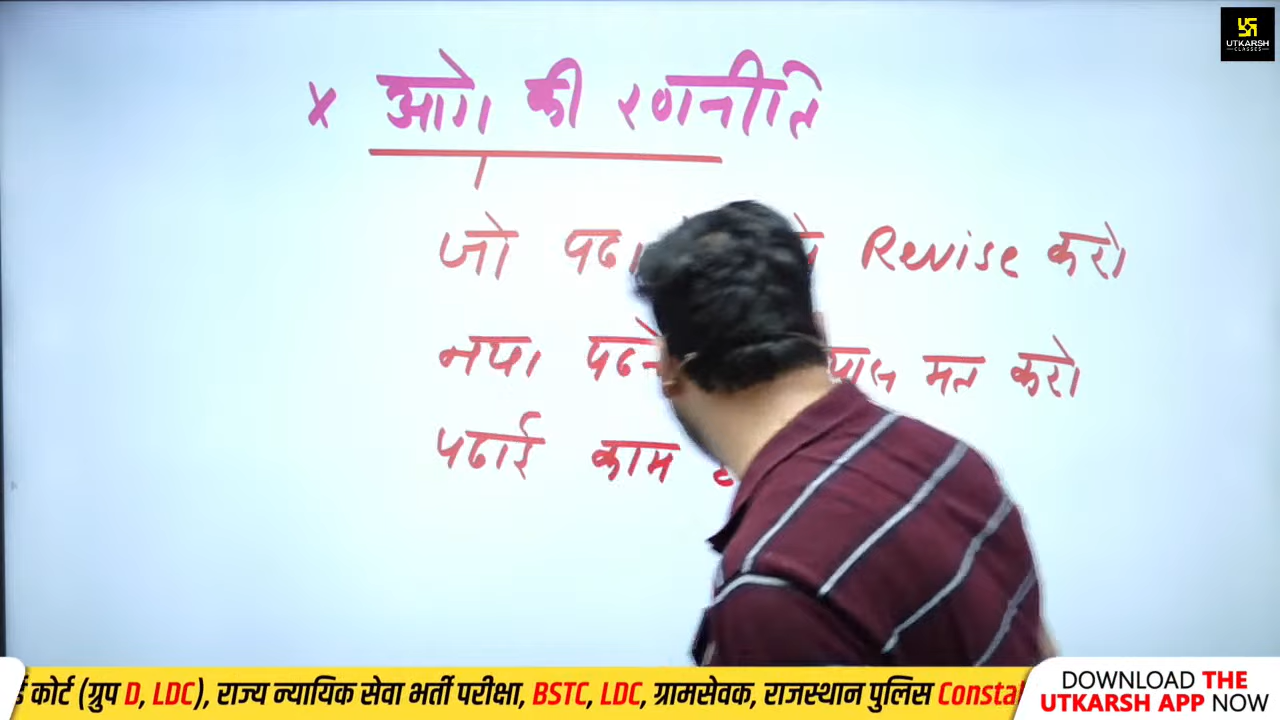 UTKARSH
CLASSES
x आगे की रणनीति
जो पढा Revise करो
नया मत करो
पढाई काम
ई कोर्ट (ग्रुप D, LDC), राज्य न्यायिक सेवा भर्ती परीक्षा, BSTC, LDC, ग्रामसेवक, राजस्थान पुलिस Consta
DOWNLOAD THE
UTKARSH APP NOW